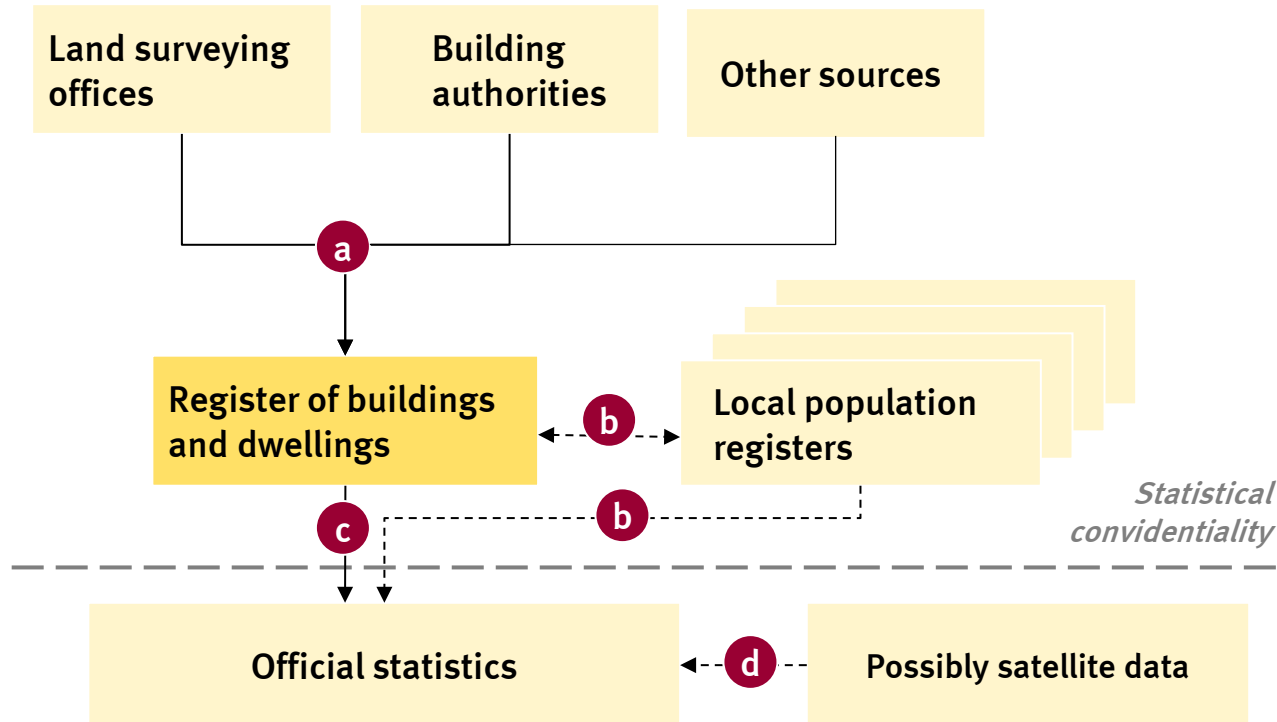 Land surveying
offices
Building
authorities
Other sources
a
Register of buildings
and dwellings
b
Local population
registers
c
b
Statistical
convidentiality
Official statistics
d
Possibly satellite data